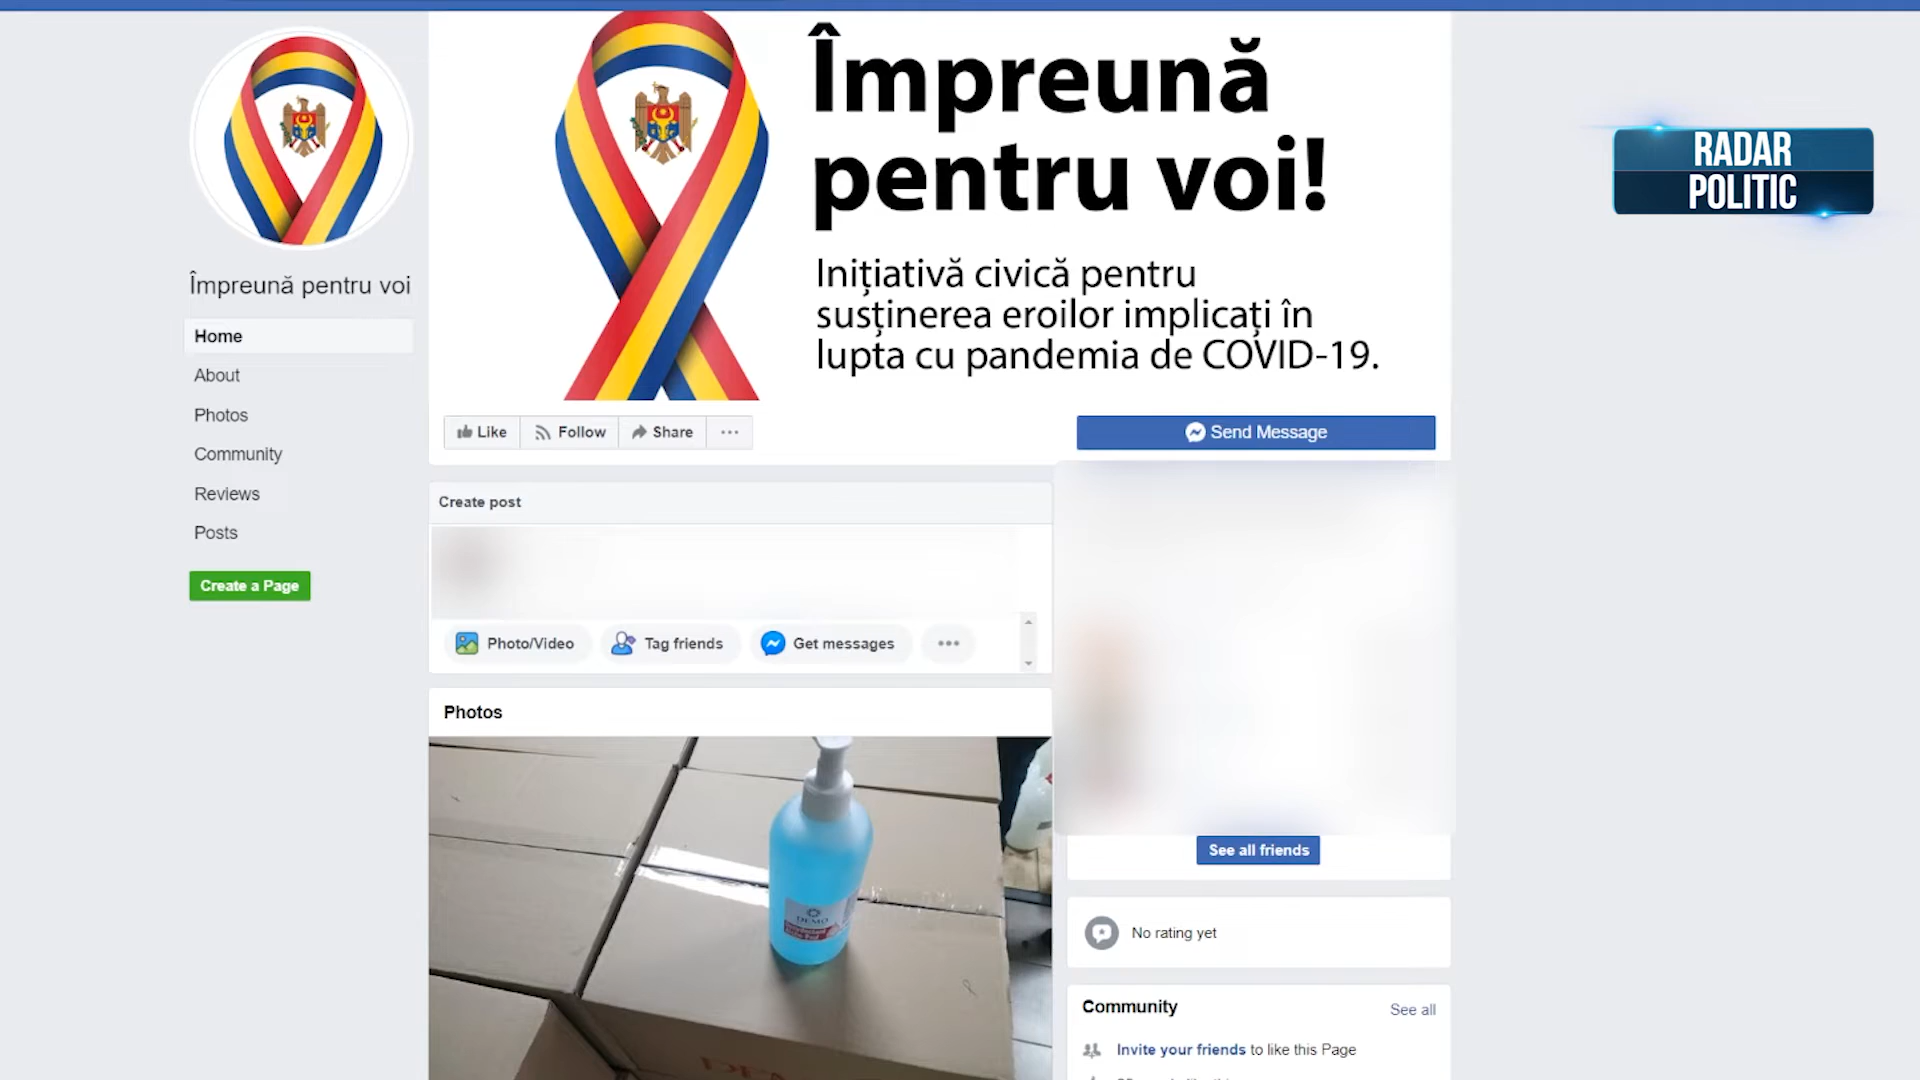 Împreună
pentru voi!
Inițiativă civică pentru
susținerea eroilor implicați în
lupta cu pandemia de COVID-19.
RADAR
POLITIC
Împreună pentru voi
Home
About
Photos
Community
Reviews
Posts
Create a Page
Like
Follow
Share
Send Message
Create post
Photo/Video
Tag friends
Get messages
Photos
DEMO
See all friends
No rating yet
Community
See all
Invite your friends to like this Page